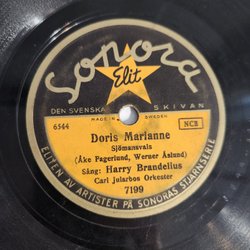 Sonora
Elit
DEN SVENSKA SKIVAN
MADE IN SWEDEN
6544 NCB
Doris Marianne
Sjömansvals
(Åke Fagerlund, Werner Åslund)
Sång: Harry Brandelius
Carl Jularbos Orkester
7199
ELITEN AV ARTISTER PÅ SONORAS STJÄRNSERIE